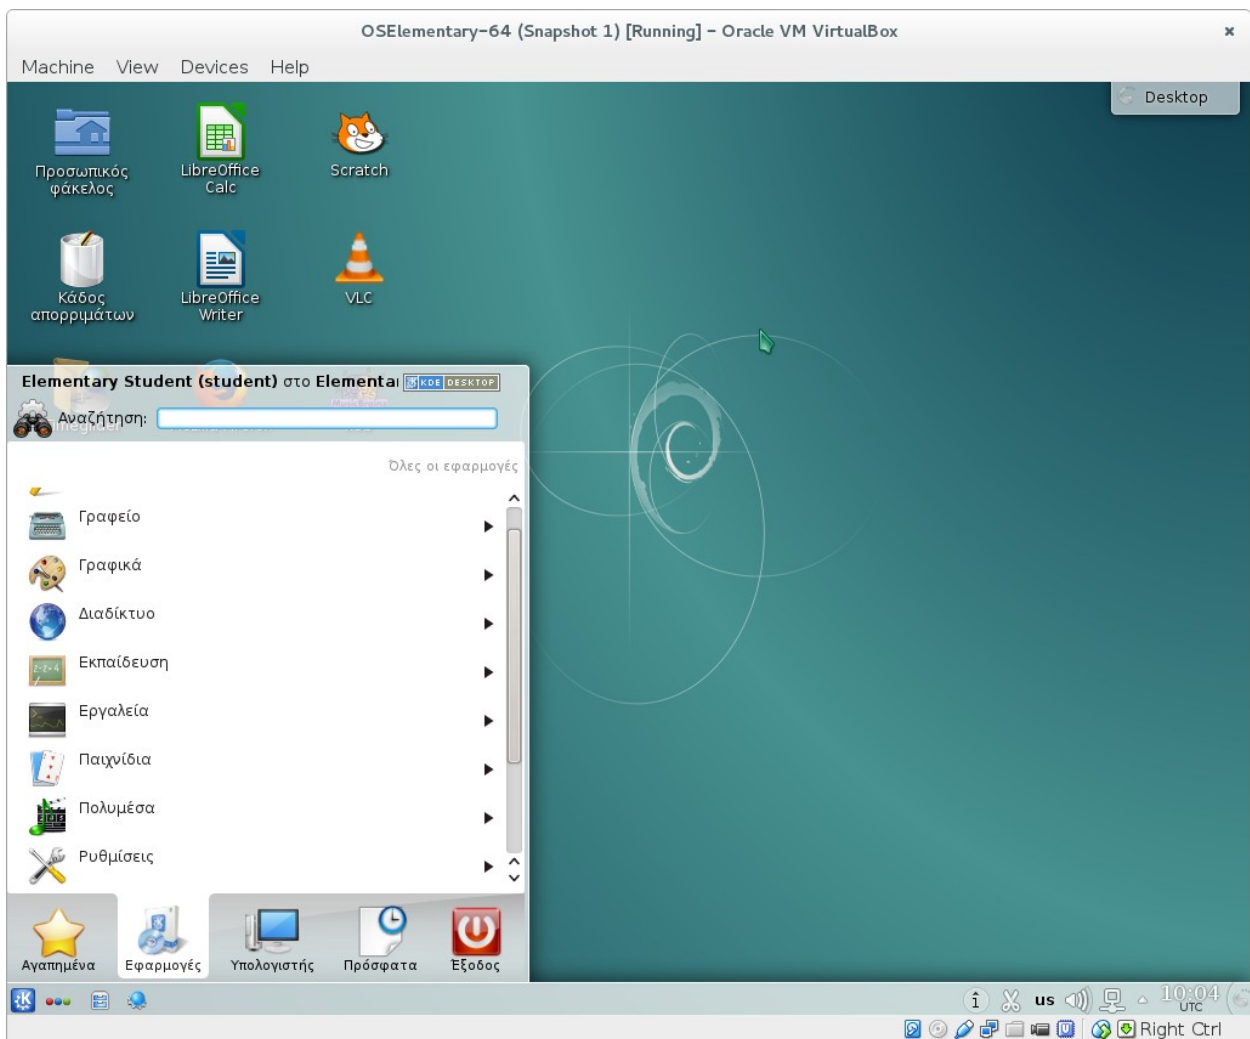 OSElementary-64 (Snapshot 1) [Running] - Oracle VM VirtualBox
Machine View Devices Help
Desktop
Προσωπικός
φάκελος
LibreOffice
Calc
Scratch
Κάδος
απορριμάτων
LibreOffice
Writer
VLC
Elementary Student (student) στο Elementa
KDE DESKTOP
Αναζήτηση:
Όλες οι εφαρμογές
Γραφείο
Γραφικά
Διαδίκτυο
Εκπαίδευση
Εργαλεία
Παιχνίδια
Πολυμέσα
Ρυθμίσεις
Αγαπημένα
Εφαρμογές
Υπολογιστής
Πρόσφατα
Έξοδος
us
10:04
UTC
Right Ctrl